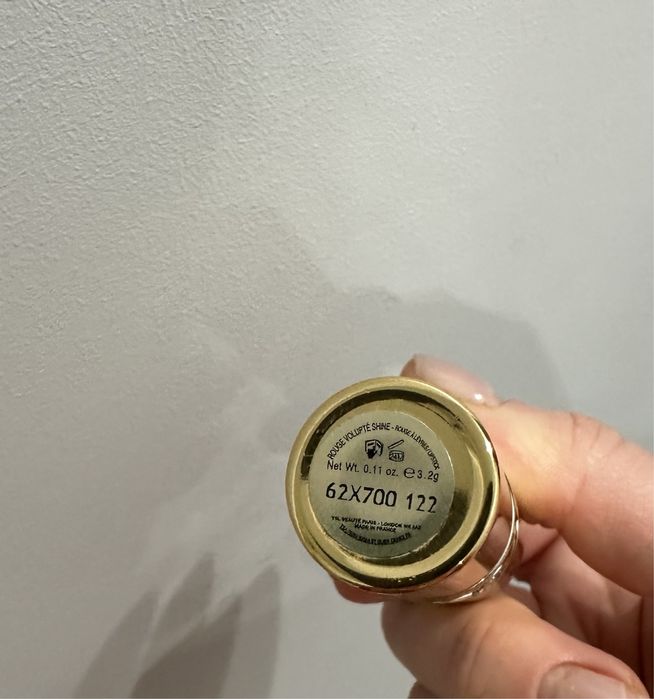 ROUGE VOLUPTÉ SHINE - ROUGE À LÈVRES/LIPSTICK
24M
Net Wt. 0.11 oz. ℮ 3.2g
62X700 122
YSL BEAUTÉ PARIS - LONDON W6 8AZ
MADE IN FRANCE